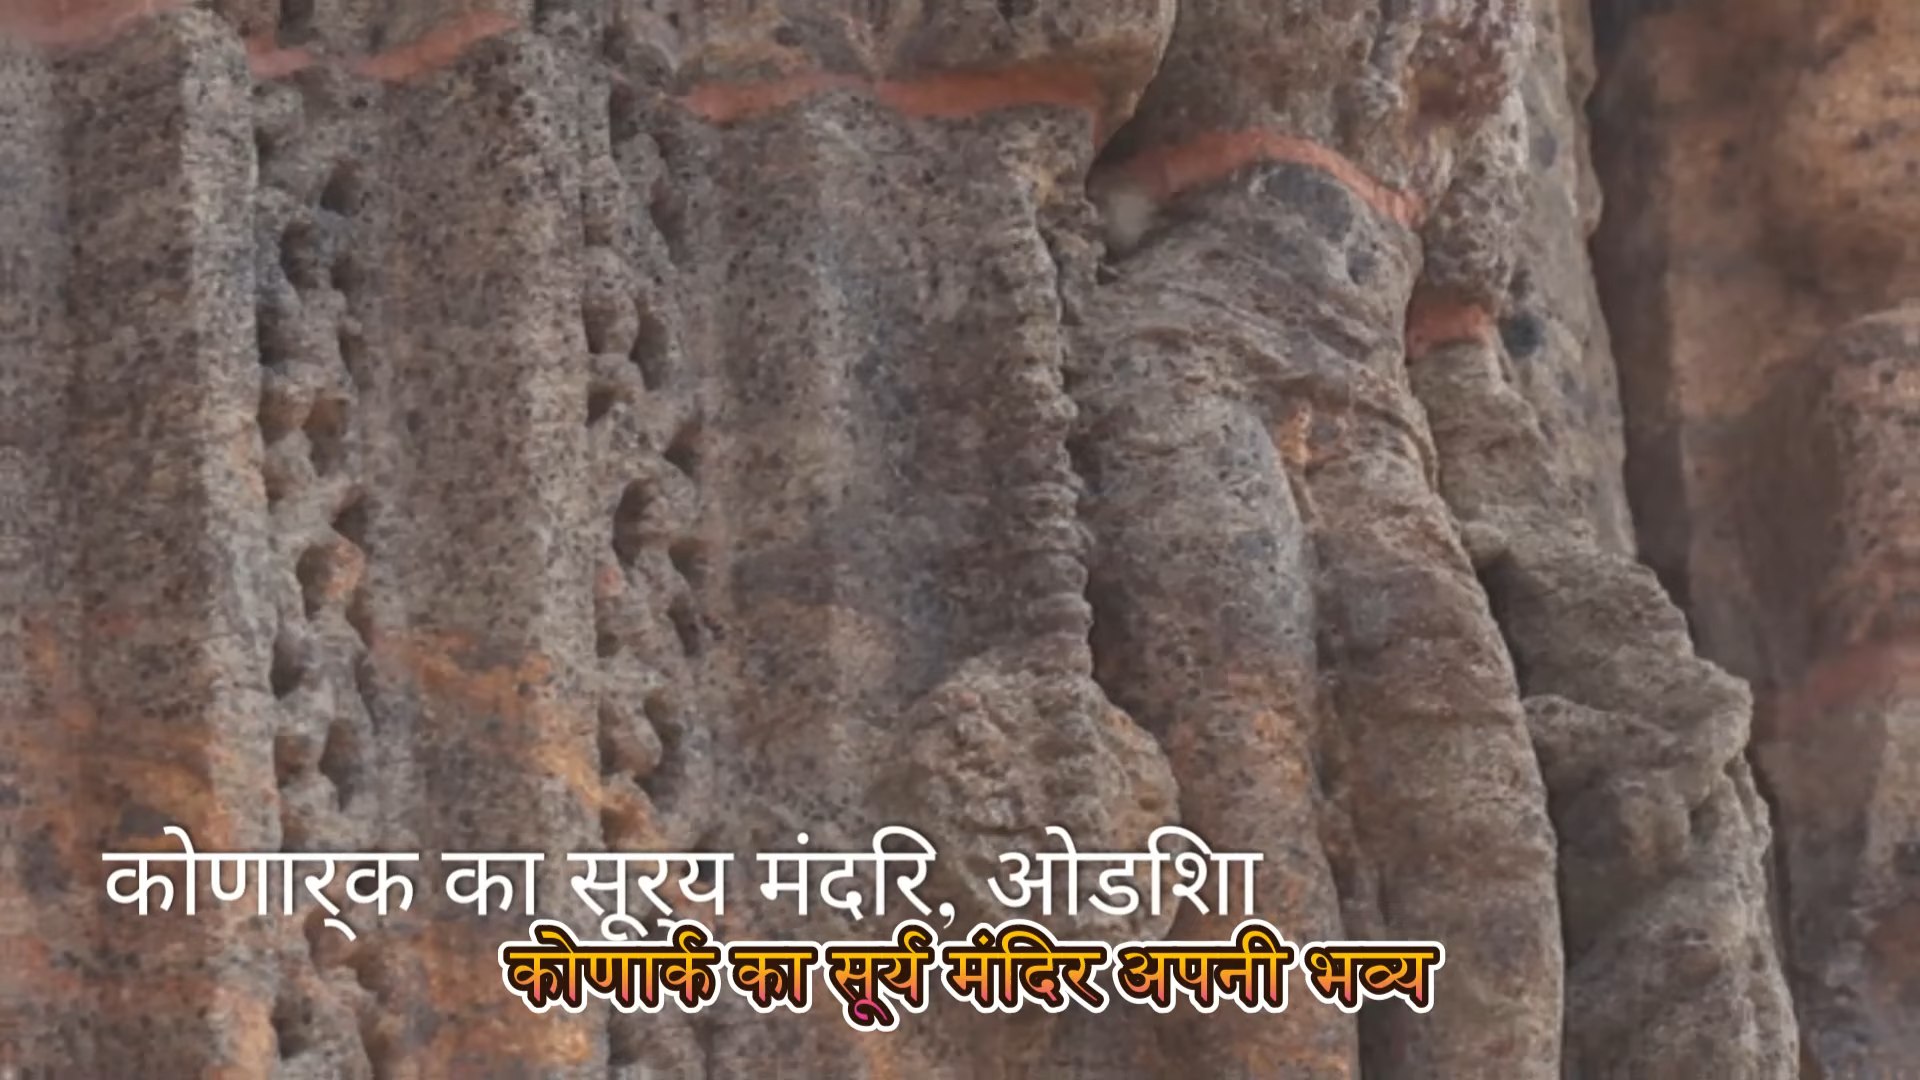 कोणार्‌क का सूर्‌य मंदरि, ओडशिा
कोणार्क का सूर्य मंदिर अपनी भव्य